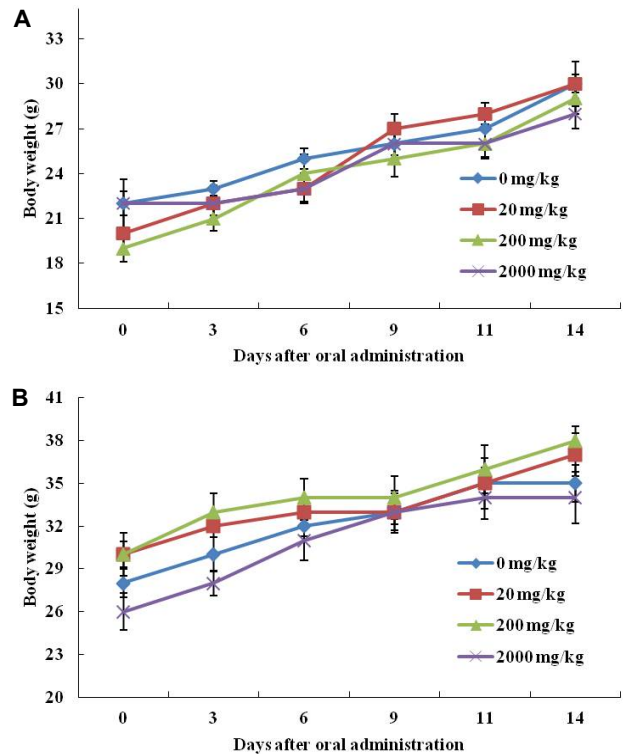 A
33
30
27
24
21
18
15
Body weight (g)
0 mg/kg
20 mg/kg
200 mg/kg
2000 mg/kg
0 3 6 9 11 14
Days after oral administration
B
41
38
35
32
29
26
23
20
Body weight (g)
0 mg/kg
20 mg/kg
200 mg/kg
2000 mg/kg
0 3 6 9 11 14
Days after oral administration